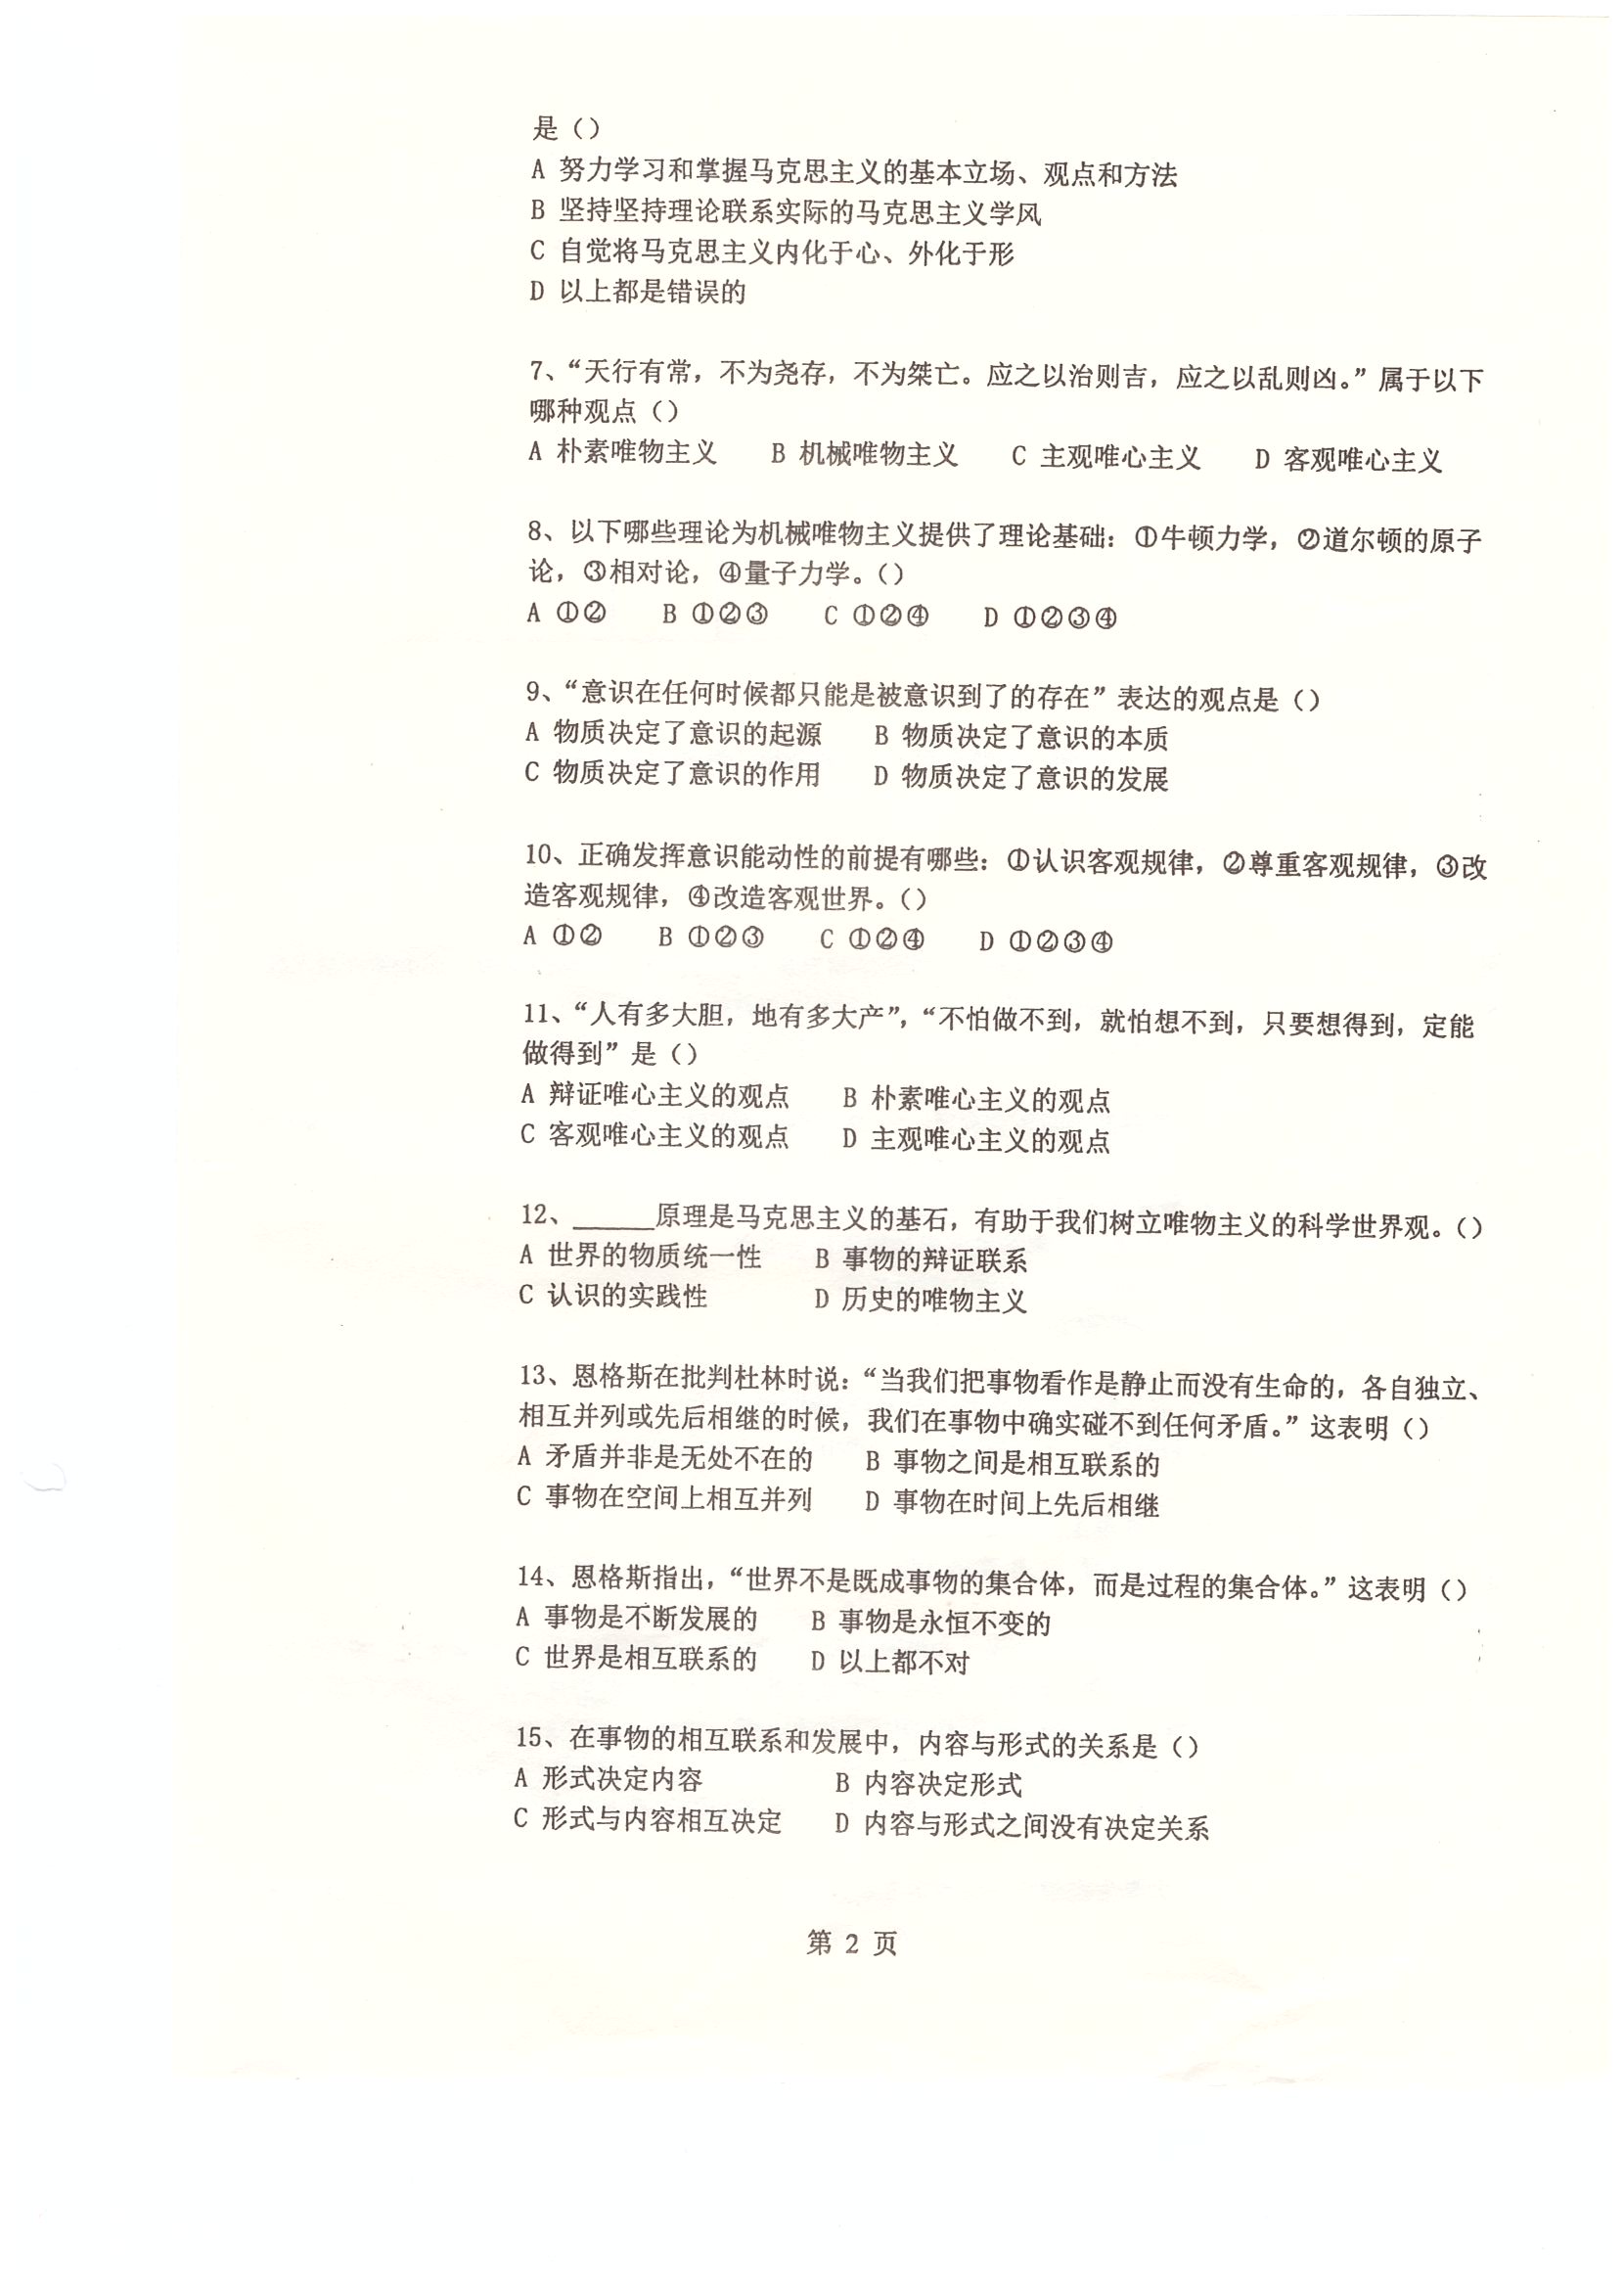 是（）
A 努力学习和掌握马克思主义的基本立场、观点和方法
B 坚持坚持理论联系实际的马克思主义学风
C 自觉将马克思主义内化于心、外化于形
D 以上都是错误的
7、“天行有常，不为尧存，不为桀亡。应之以治则吉，应之以乱则凶。”属于以下
哪种观点（）
A 朴素唯物主义 B 机械唯物主义 C 主观唯心主义 D 客观唯心主义
8、以下哪些理论为机械唯物主义提供了理论基础：①牛顿力学，②道尔顿的原子
论，③相对论，④量子力学。（）
A ①② B ①②③ C ①②④ D ①②③④
9、“意识在任何时候都只能是被意识到了的存在”表达的观点是（）
A 物质决定了意识的起源 B 物质决定了意识的本质
C 物质决定了意识的作用 D 物质决定了意识的发展
10、正确发挥意识能动性的前提有哪些：①认识客观规律，②尊重客观规律，③改
造客观规律，④改造客观世界。（）
A ①② B ①②③ C ①②④ D ①②③④
11、“人有多大胆，地有多大产”，“不怕做不到，就怕想不到，只要想得到，定能
做得到”是（）
A 辩证唯心主义的观点 B 朴素唯心主义的观点
C 客观唯心主义的观点 D 主观唯心主义的观点
12、______原理是马克思主义的基石，有助于我们树立唯物主义的科学世界观。（）
A 世界的物质统一性 B 事物的辩证联系
C 认识的实践性 D 历史的唯物主义
13、恩格斯在批判杜林时说：“当我们把事物看作是静止而没有生命的，各自独立、
相互并列或先后相继的时候，我们在事物中确实碰不到任何矛盾。”这表明（）
A 矛盾并非是无处不在的 B 事物之间是相互联系的
C 事物在空间上相互并列 D 事物在时间上先后相继
14、恩格斯指出，“世界不是既成事物的集合体，而是过程的集合体。”这表明（）
A 事物是不断发展的 B 事物是永恒不变的
C 世界是相互联系的 D 以上都不对
15、在事物的相互联系和发展中，内容与形式的关系是（）
A 形式决定内容 B 内容决定形式
C 形式与内容相互决定 D 内容与形式之间没有决定关系
第 2 页